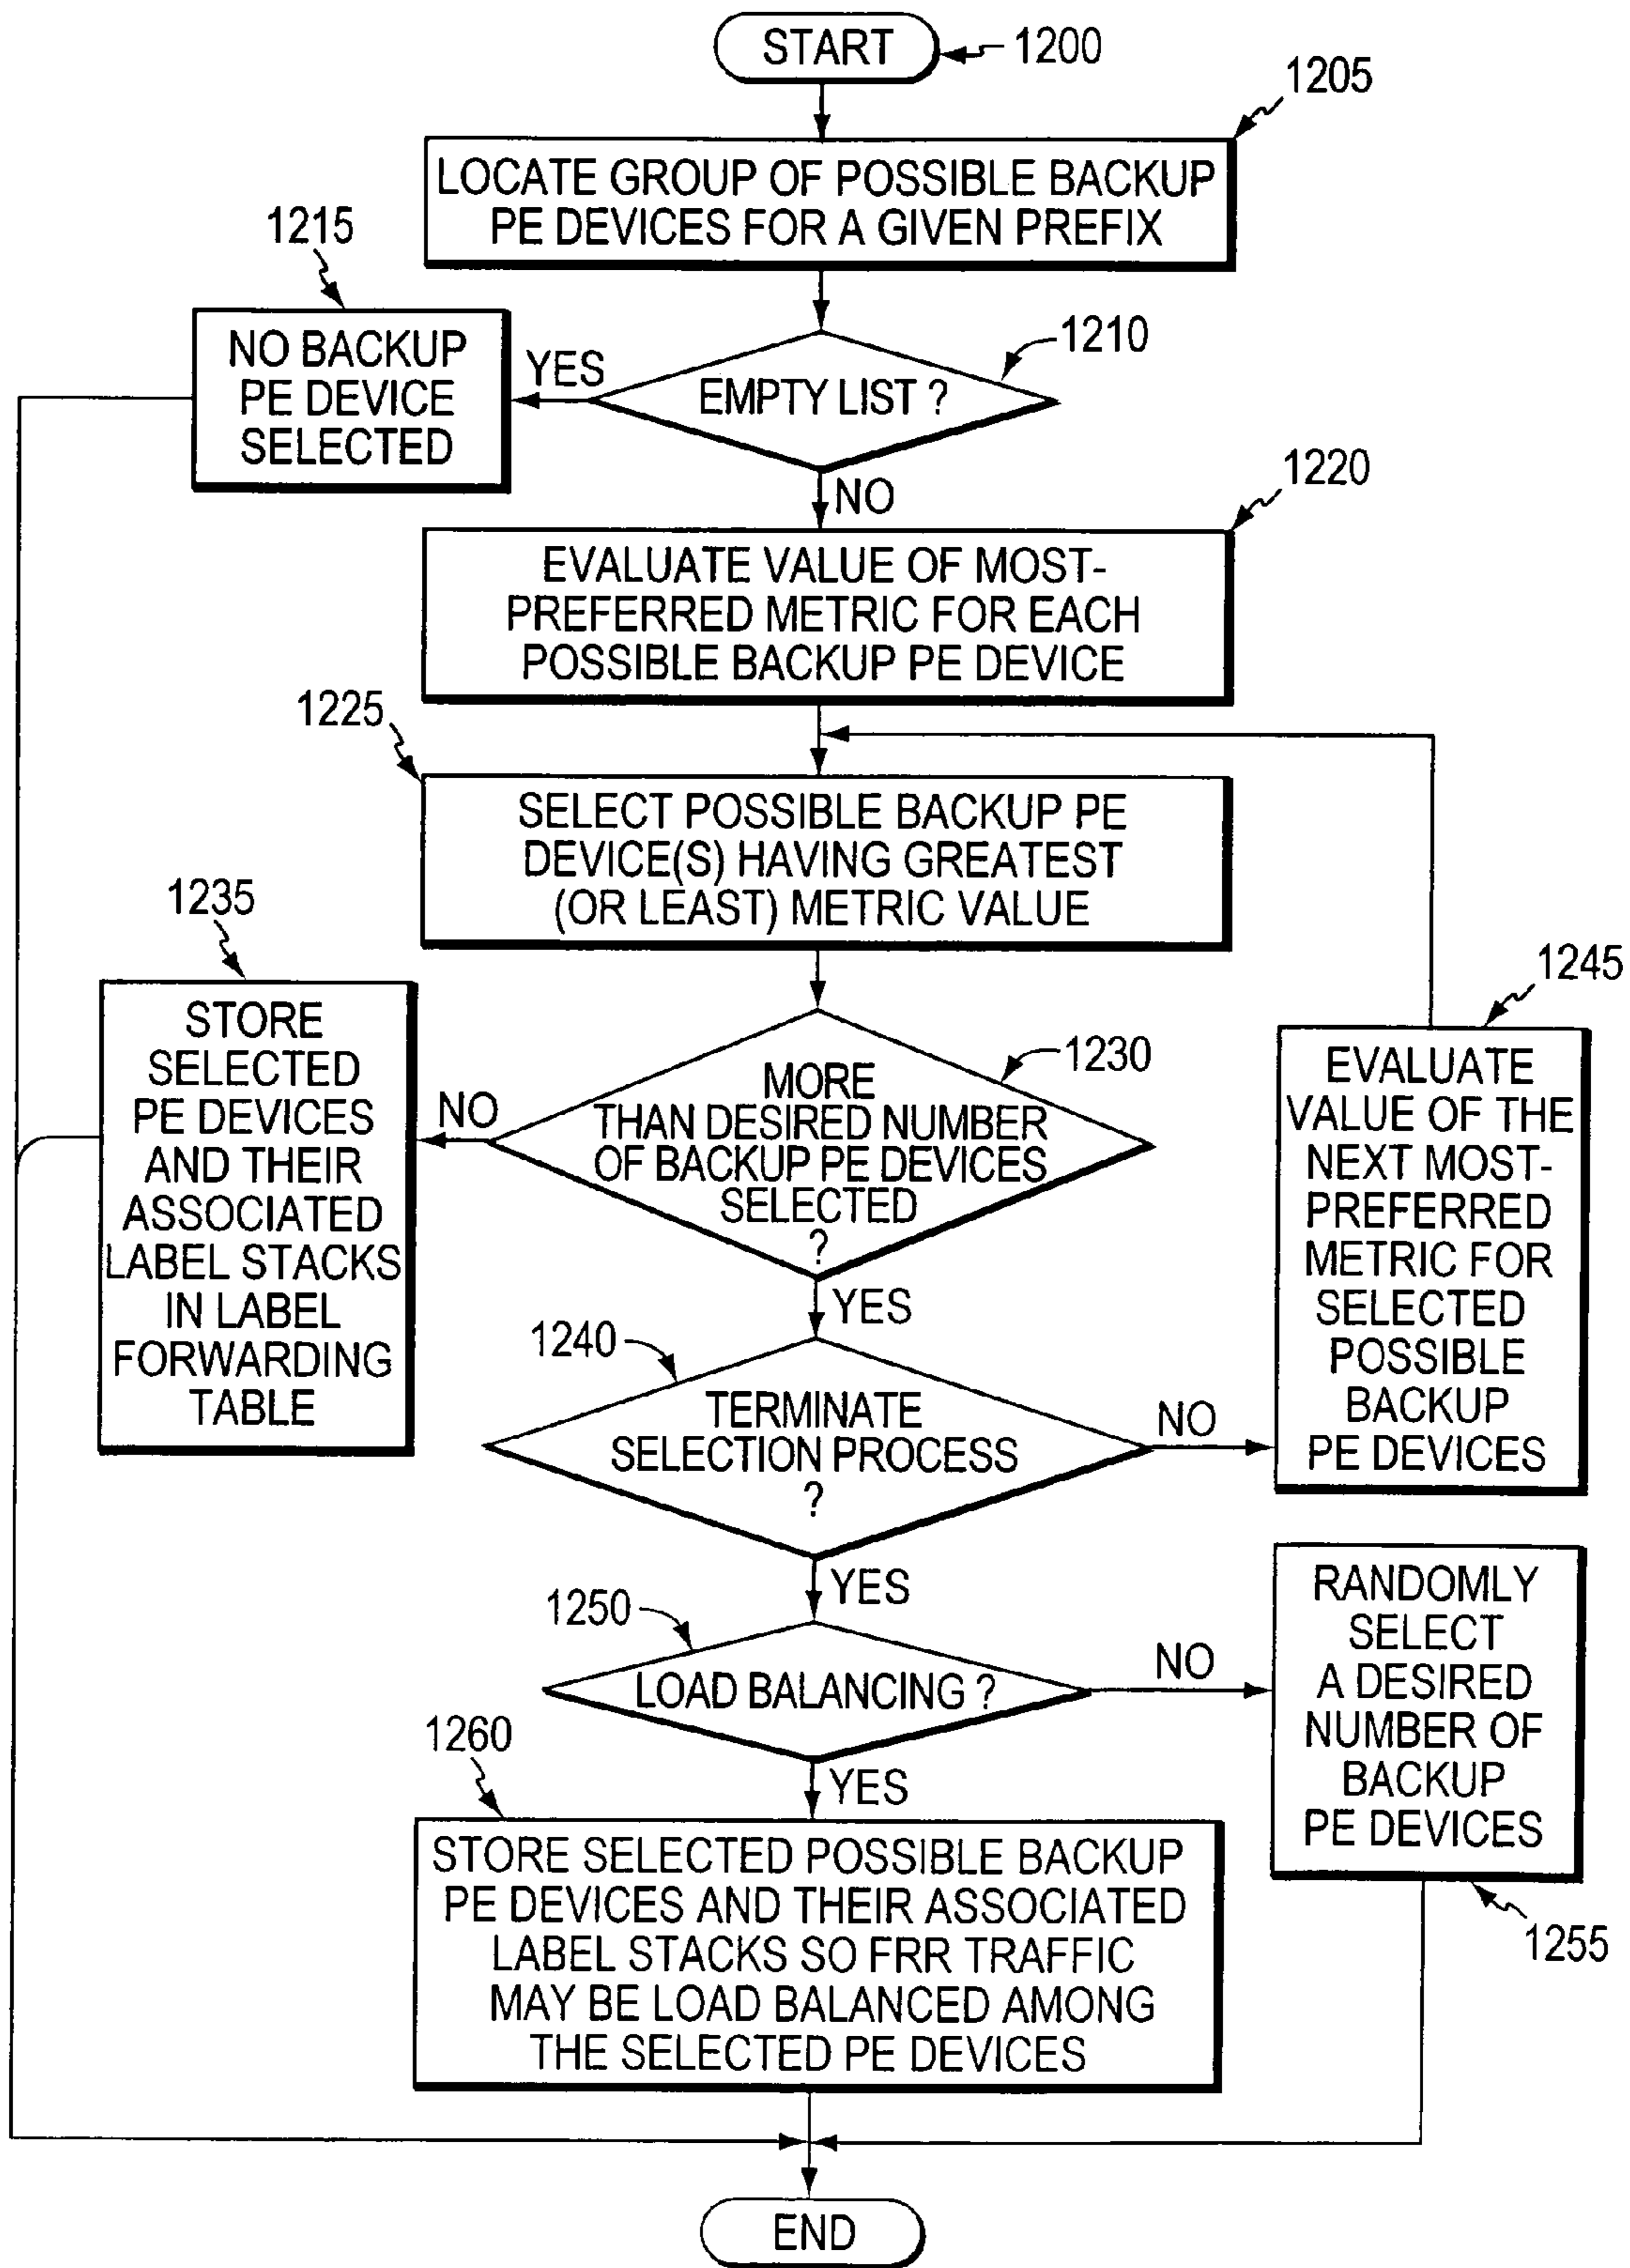 START
1200
1205
LOCATE GROUP OF POSSIBLE BACKUP
PE DEVICES FOR A GIVEN PREFIX
1215
NO BACKUP
PE DEVICE
SELECTED
YES
EMPTY LIST ?
1210
NO
1220
EVALUATE VALUE OF MOST-
PREFERRED METRIC FOR EACH
POSSIBLE BACKUP PE DEVICE
1225
SELECT POSSIBLE BACKUP PE
DEVICE(S) HAVING GREATEST
(OR LEAST) METRIC VALUE
1235
STORE
SELECTED
PE DEVICES
AND THEIR
ASSOCIATED
LABEL STACKS
IN LABEL
FORWARDING
TABLE
NO
MORE
THAN DESIRED NUMBER
OF BACKUP PE DEVICES
SELECTED
?
1230
YES
1245
EVALUATE
VALUE OF THE
NEXT MOST-
PREFERRED
METRIC FOR
SELECTED
POSSIBLE
BACKUP
PE DEVICES
1240
TERMINATE
SELECTION PROCESS
?
NO
YES
1250
LOAD BALANCING ?
NO
RANDOMLY
SELECT
A DESIRED
NUMBER OF
BACKUP
PE DEVICES
1255
YES
1260
STORE SELECTED POSSIBLE BACKUP
PE DEVICES AND THEIR ASSOCIATED
LABEL STACKS SO FRR TRAFFIC
MAY BE LOAD BALANCED AMONG
THE SELECTED PE DEVICES
END